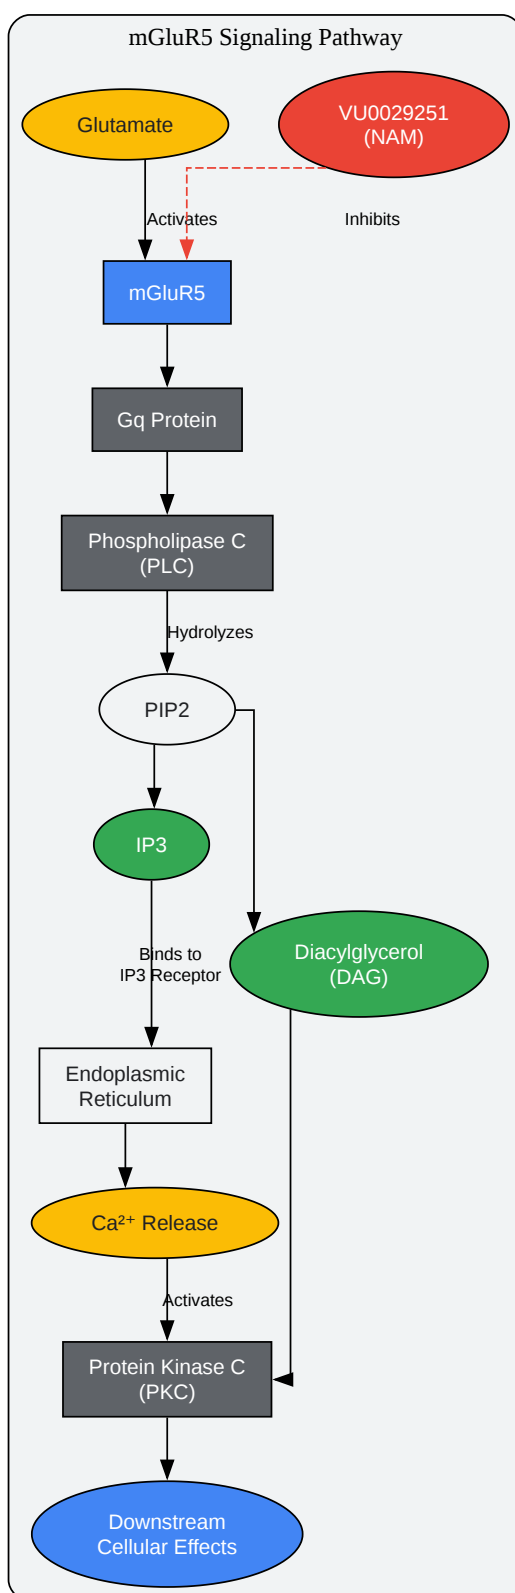 mGluR5 Signaling Pathway
Glutamate
VU0029251
(NAM)
Activates
Inhibits
mGluR5
Gq Protein
Phospholipase C
(PLC)
Hydrolyzes
PIP2
IP3
Binds to
IP3 Receptor
Diacylglycerol
(DAG)
Endoplasmic
Reticulum
Ca²⁺ Release
Activates
Protein Kinase C
(PKC)
Downstream
Cellular Effects